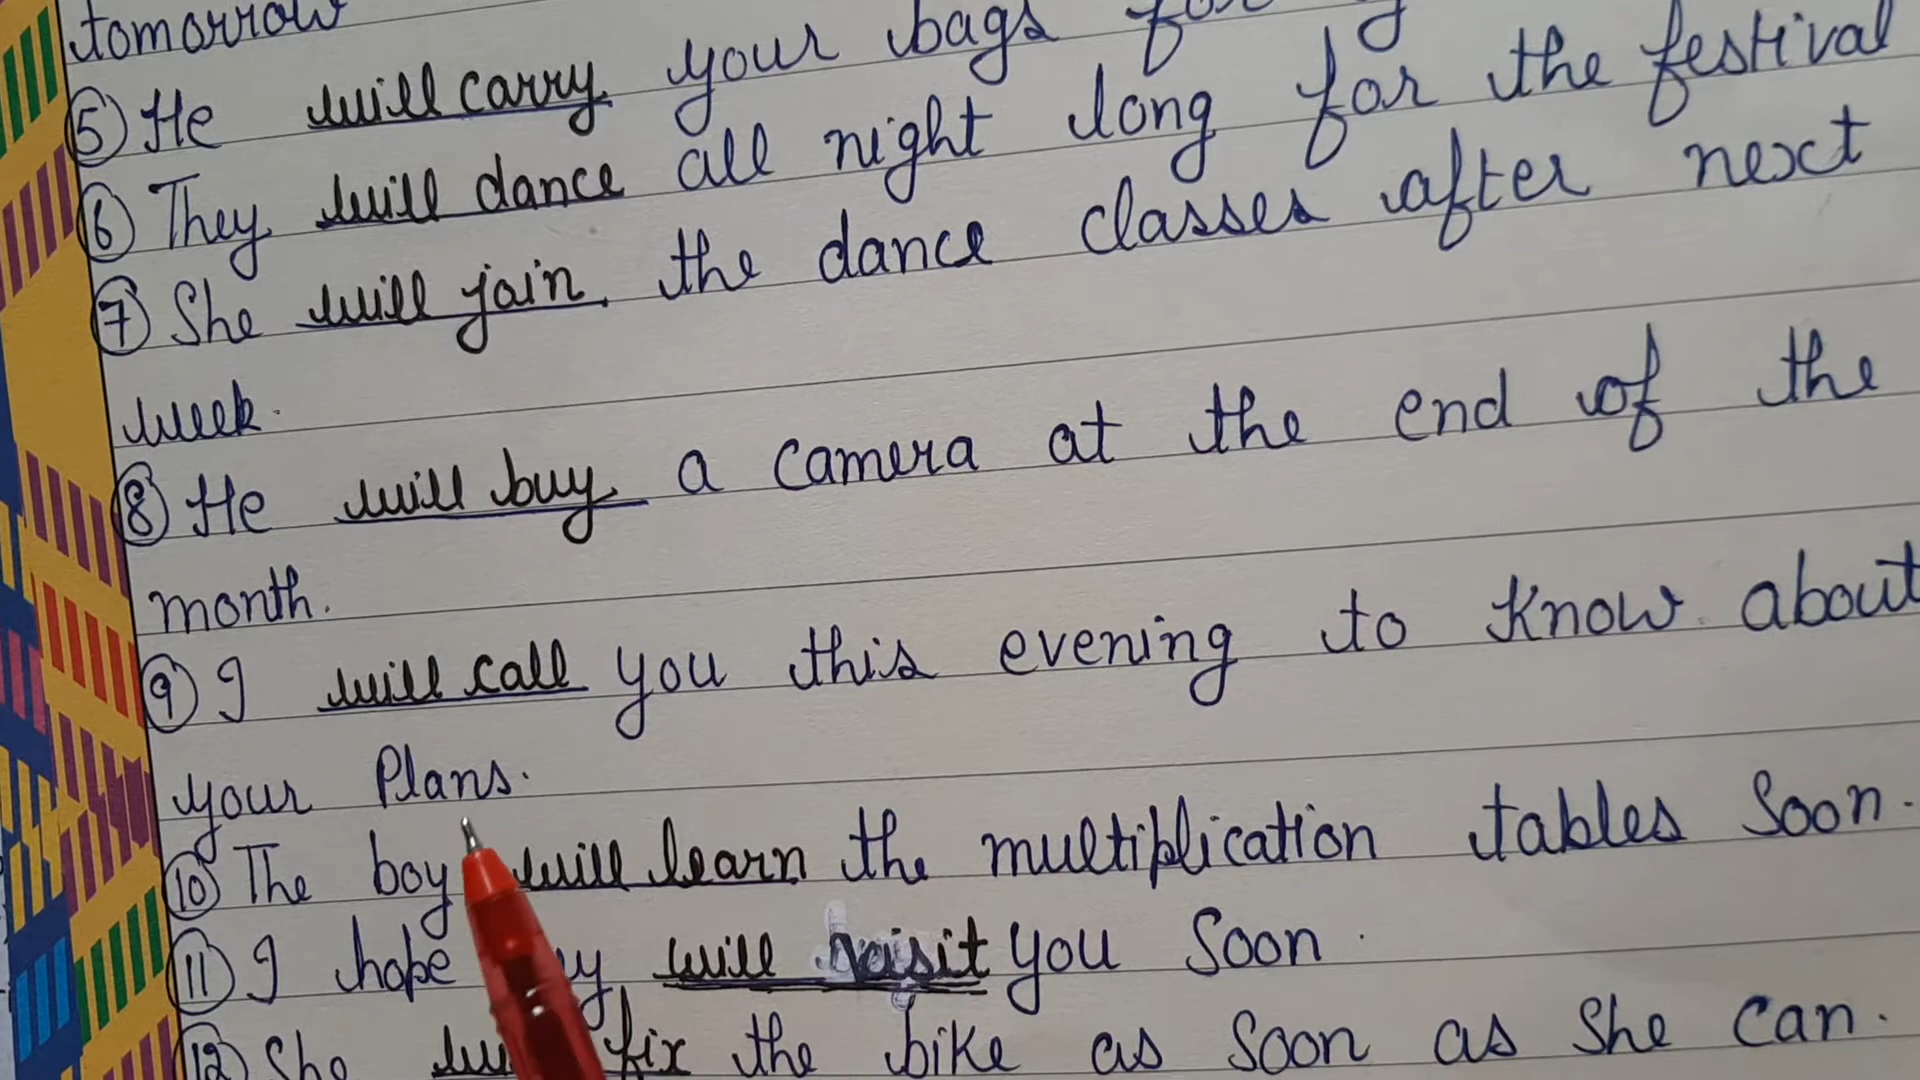 tomorrow
5) He will carry your bags
6) They will dance all night long for the festival
7) She will join the dance classes after next
week.
8) He will buy a camera at the end of the
month.
9) I will call you this evening to know about
your Plans.
10) The boy will learn the multiplication tables soon.
11) I hope will visit you soon.
12) She fix the bike as soon as she can.